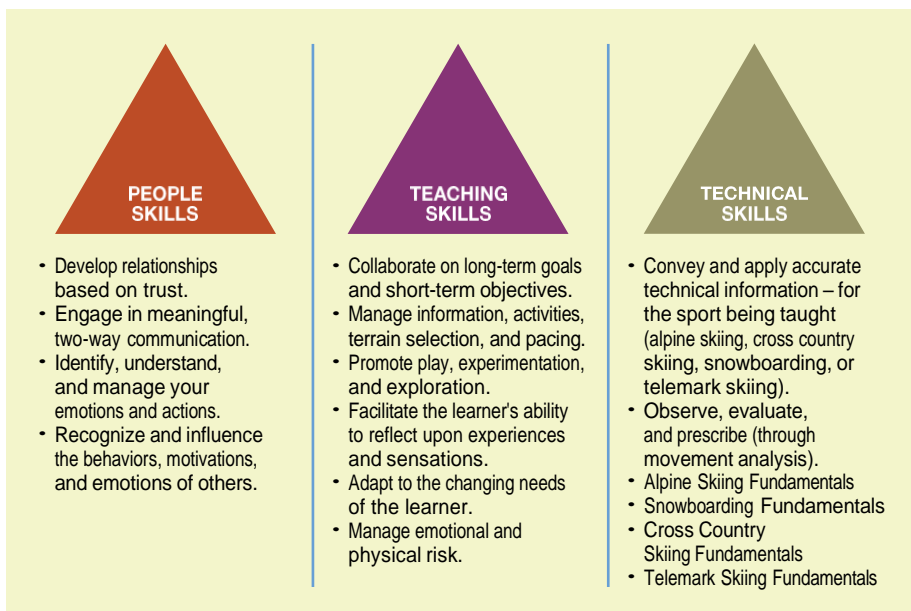 PEOPLE
SKILLS
• Develop relationships
based on trust.
• Engage in meaningful,
two-way communication.
• Identify, understand,
and manage your
emotions and actions.
• Recognize and influence
the behaviors, motivations,
and emotions of others.
TEACHING
SKILLS
• Collaborate on long-term goals
and short-term objectives.
• Manage information, activities,
terrain selection, and pacing.
• Promote play, experimentation,
and exploration.
• Facilitate the learner's ability
to reflect upon experiences
and sensations.
• Adapt to the changing needs
of the learner.
• Manage emotional and
physical risk.
TECHNICAL
SKILLS
• Convey and apply accurate
technical information – for
the sport being taught
(alpine skiing, cross country
skiing, snowboarding, or
telemark skiing).
• Observe, evaluate,
and prescribe (through
movement analysis).
• Alpine Skiing Fundamentals
• Snowboarding Fundamentals
• Cross Country
Skiing Fundamentals
• Telemark Skiing Fundamentals